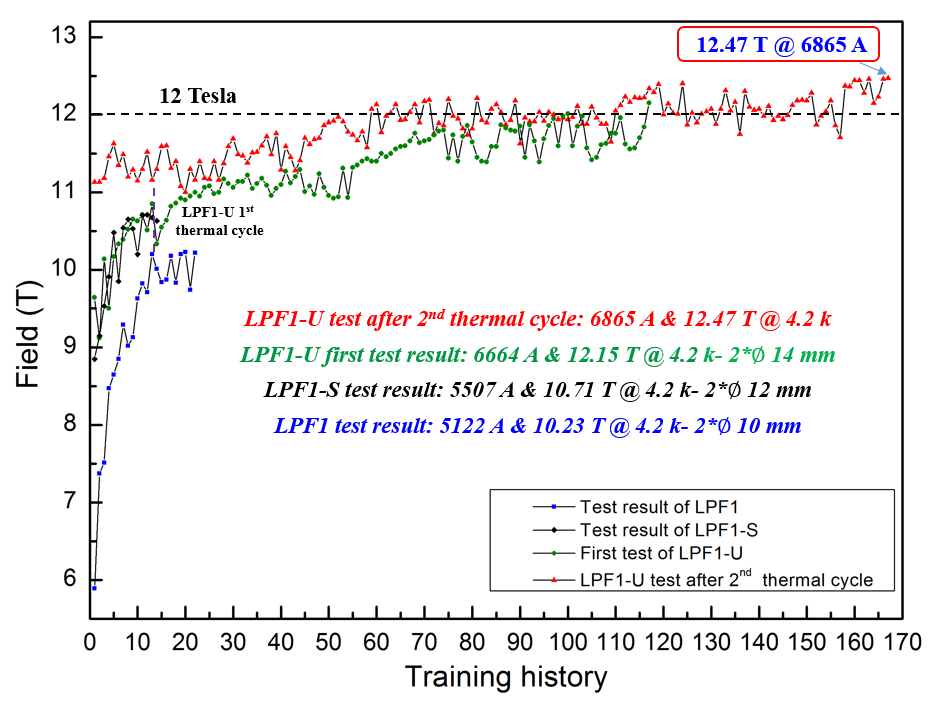 12.47 T @ 6865 A
12 Tesla
LPF1-U 1st
thermal cycle
LPF1-U test after 2nd thermal cycle: 6865 A & 12.47 T @ 4.2 k
LPF1-U first test result: 6664 A & 12.15 T @ 4.2 k- 2*∅ 14 mm
LPF1-S test result: 5507 A & 10.71 T @ 4.2 k- 2*∅ 12 mm
LPF1 test result: 5122 A & 10.23 T @ 4.2 k- 2*∅ 10 mm
Test result of LPF1
Test result of LPF1-S
First test of LPF1-U
LPF1-U test after 2nd thermal cycle
Field (T)
13
12
11
10
9
8
7
6
0 10 20 30 40 50 60 70 80 90 100 110 120 130 140 150 160 170
Training history